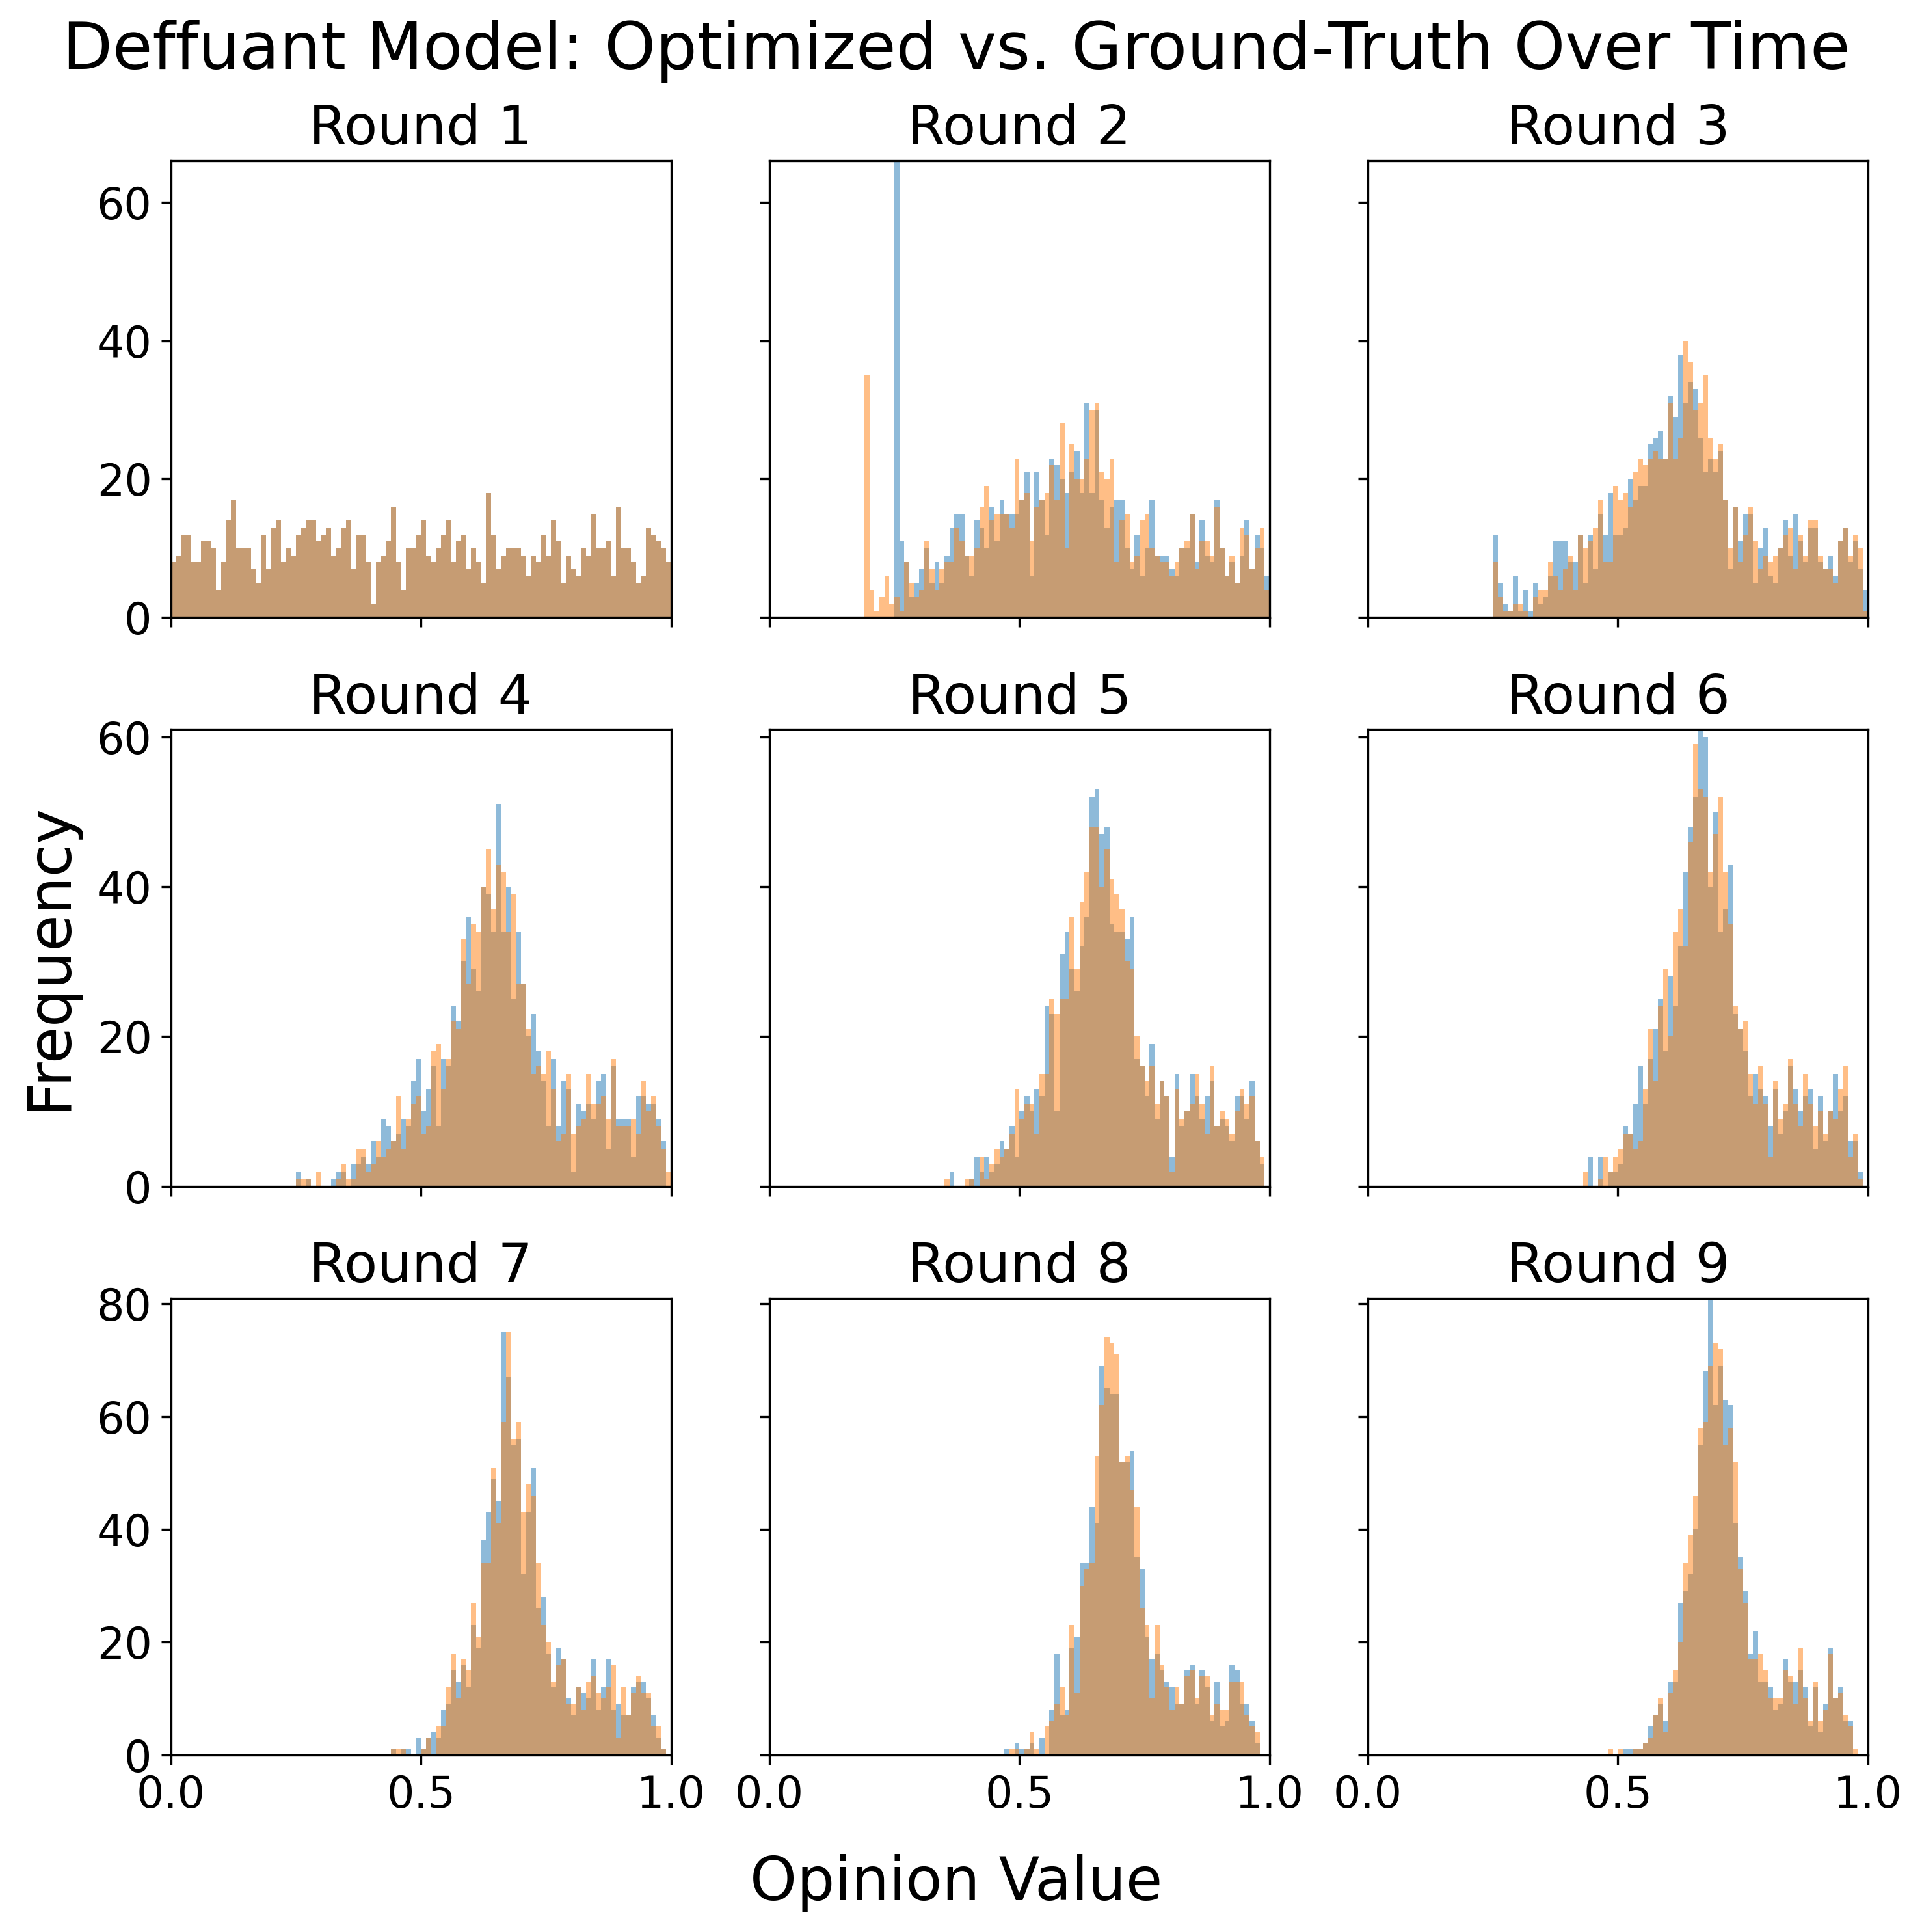 Deffuant Model: Optimized vs. Ground-Truth Over Time
Round 1
Round 2
Round 3
60
40
20
0
Round 4
Round 5
Round 6
60
40
20
0
Frequency
Round 7
Round 8
Round 9
80
60
40
20
0
0.0 0.5 1.0 0.0 0.5 1.0 0.0 0.5 1.0
Opinion Value